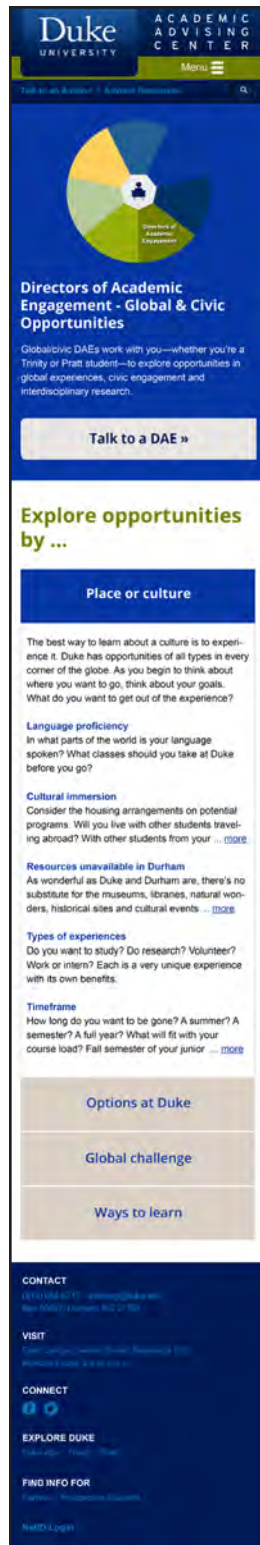 Duke
UNIVERSITY
ACADEMIC
ADVISING
CENTER
Menu
Talk to an Advisor
Advisor Resources
Directors of
Academic
Engagement
Directors of Academic
Engagement - Global & Civic
Opportunities
Global/civic DAEs work with you—whether you're a
Trinity or Pratt student—to explore opportunities in
global experiences, civic engagement and
interdisciplinary research.
Talk to a DAE »
Explore opportunities
by ...
Place or culture
The best way to learn about a culture is to experi-
ence it. Duke has opportunities of all types in every
corner of the globe. As you begin to think about
where you want to go, think about your goals.
What do you want to get out of the experience?
Language proficiency
In what parts of the world is your language
spoken? What classes should you take at Duke
before you go?
Cultural immersion
Consider the housing arrangements on potential
programs. Will you live with other students travel-
ing abroad? With other students from your ... more
Resources unavailable in Durham
As wonderful as Duke and Durham are, there's no
substitute for the museums, libraries, natural won-
ders, historical sites and cultural events ... more
Types of experiences
Do you want to study? Do research? Volunteer?
Work or intern? Each is a very unique experience
with its own benefits.
Timeframe
How long do you want to be gone? A summer? A
semester? A full year? What will fit with your
course load? Fall semester of your junior ... more
Options at Duke
Global challenge
Ways to learn
CONTACT
VISIT
CONNECT
EXPLORE DUKE
FIND INFO FOR
NetID Login